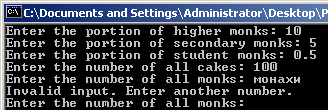 C:\Documents and Settings\Administrator\Desktop\P
Enter the portion of higher monks: 10
Enter the portion of secondary monks: 5
Enter the portion of student monks: 0.5
Enter the number of all cakes: 100
Enter the number of all monks: монахи
Invalid input. Enter another number.
Enter the number of all monks: